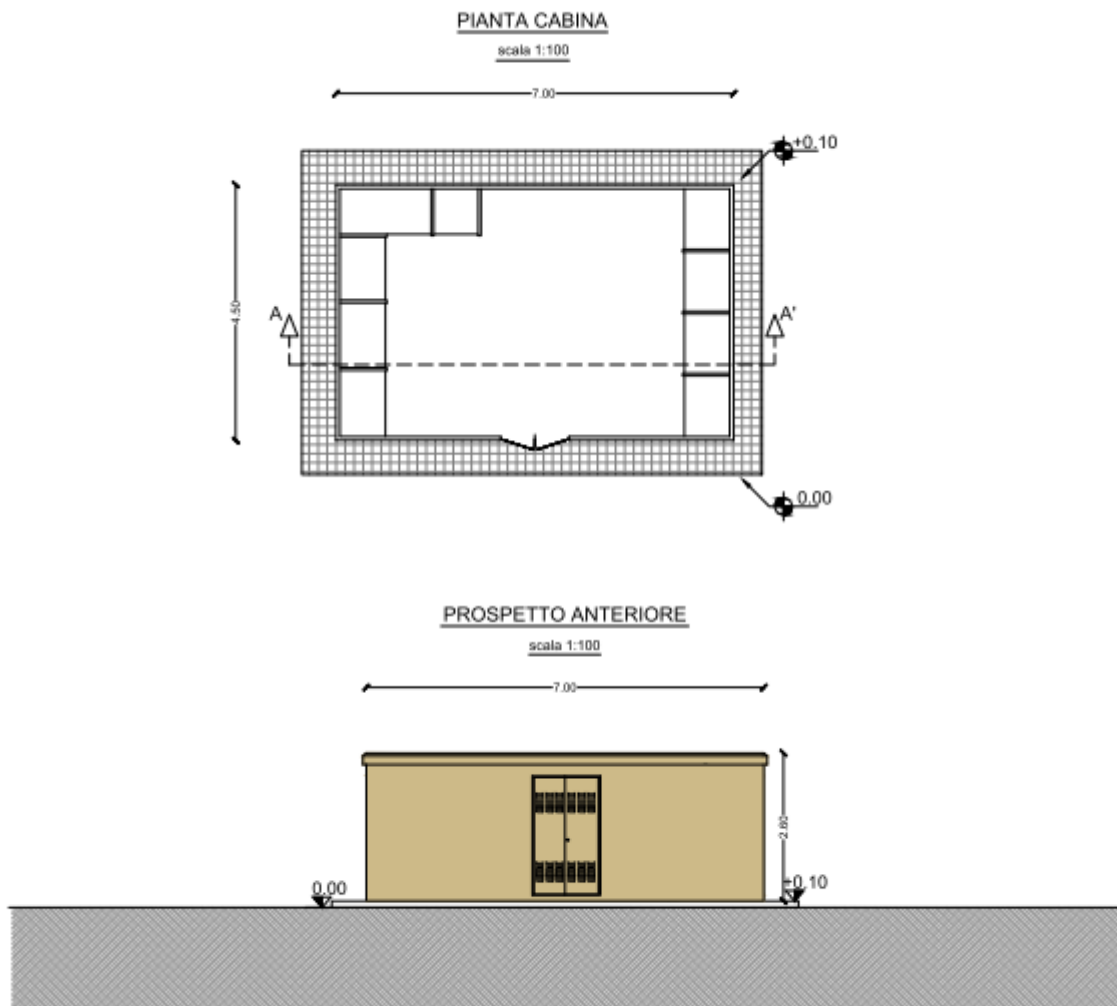 PIANTA CABINA
scala 1:100
7.00
+0.10
4.50
A
A'
0.00
PROSPETTO ANTERIORE
scala 1:100
7.00
2.60
0.00
+0.10